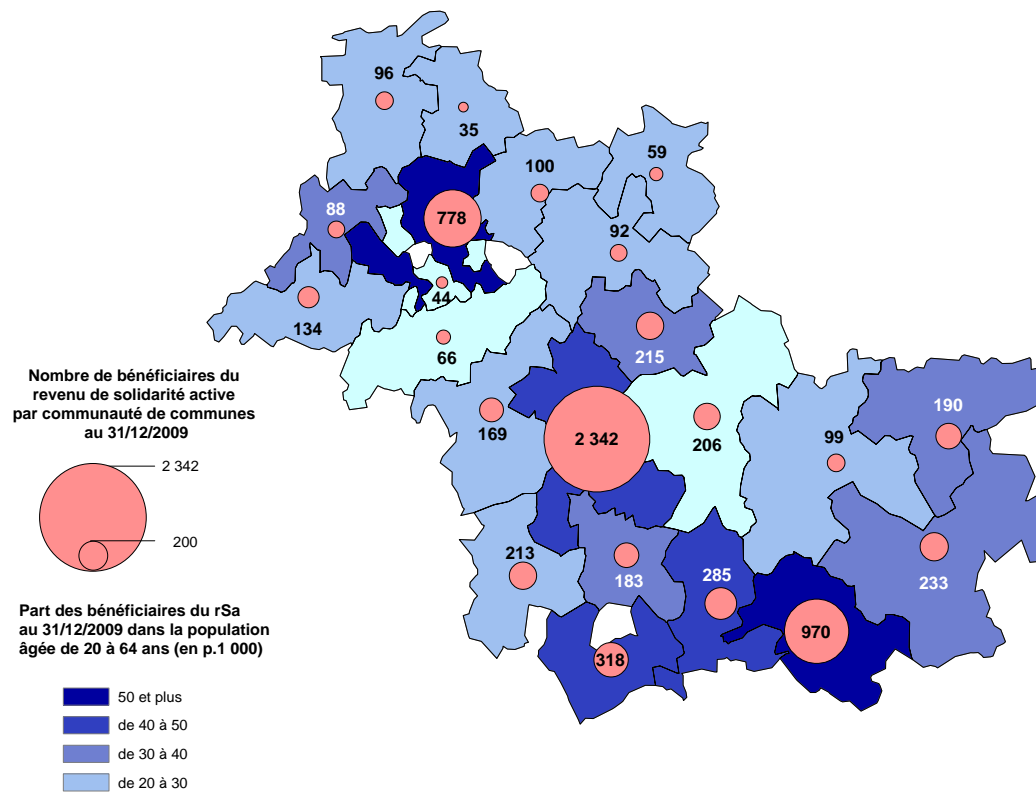 96
35
100
59
88
778
92
44
134
66
215
Nombre de bénéficiaires du
revenu de solidarité active
par communauté de communes
au 31/12/2009
2 342
200
169
2 342
206
99
190
213
183
285
233
970
318
Part des bénéficiaires du rSa
au 31/12/2009 dans la population
âgée de 20 à 64 ans (en p.1 000)
50 et plus
de 40 à 50
de 30 à 40
de 20 à 30